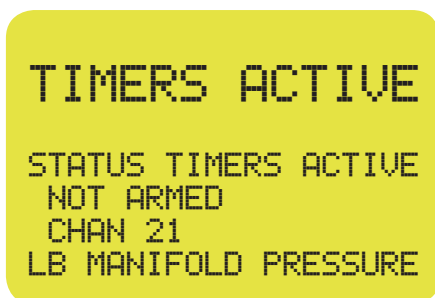 TIMERS ACTIVE
STATUS TIMERS ACTIVE
NOT ARMED
CHAN 21
LB MANIFOLD PRESSURE